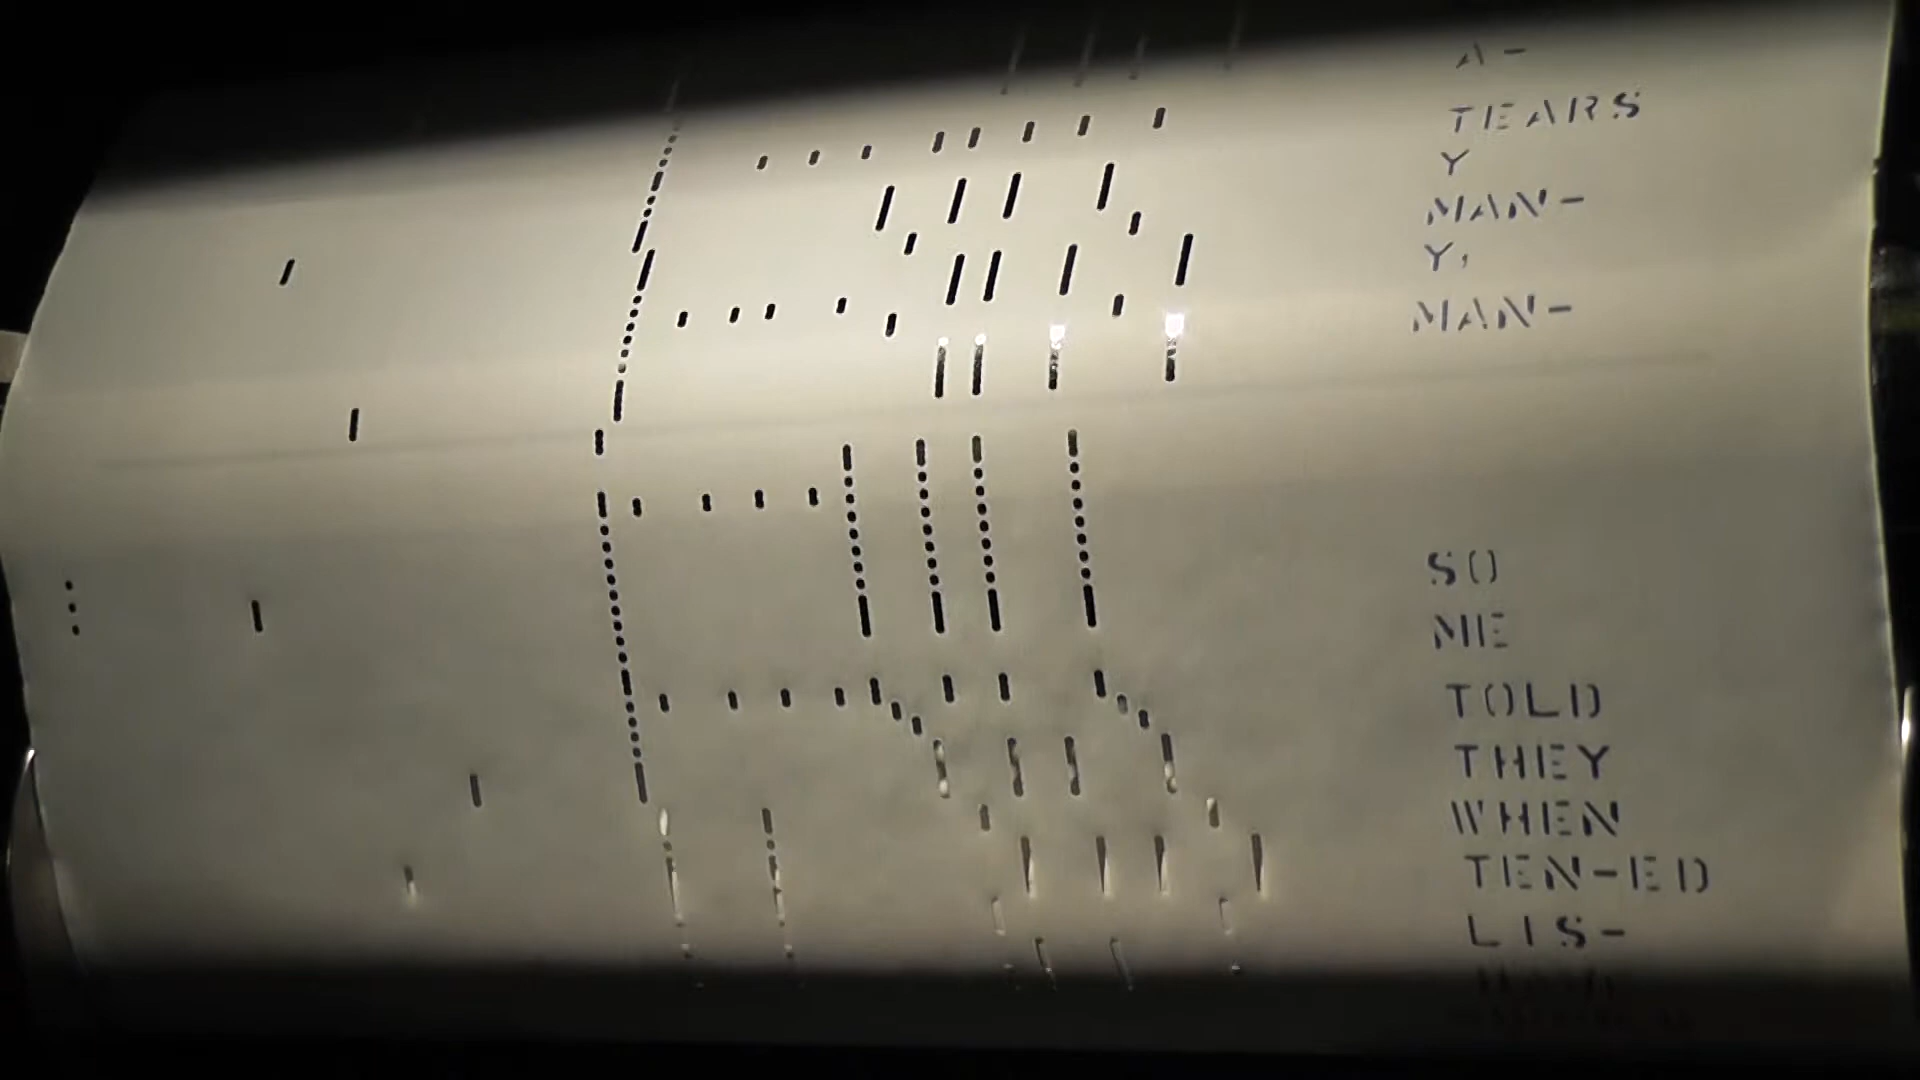 A-
TEARS
Y
MAN-
Y,
MAN-
SO
ME
TOLD
THEY
WHEN
TEN-ED
LIS-